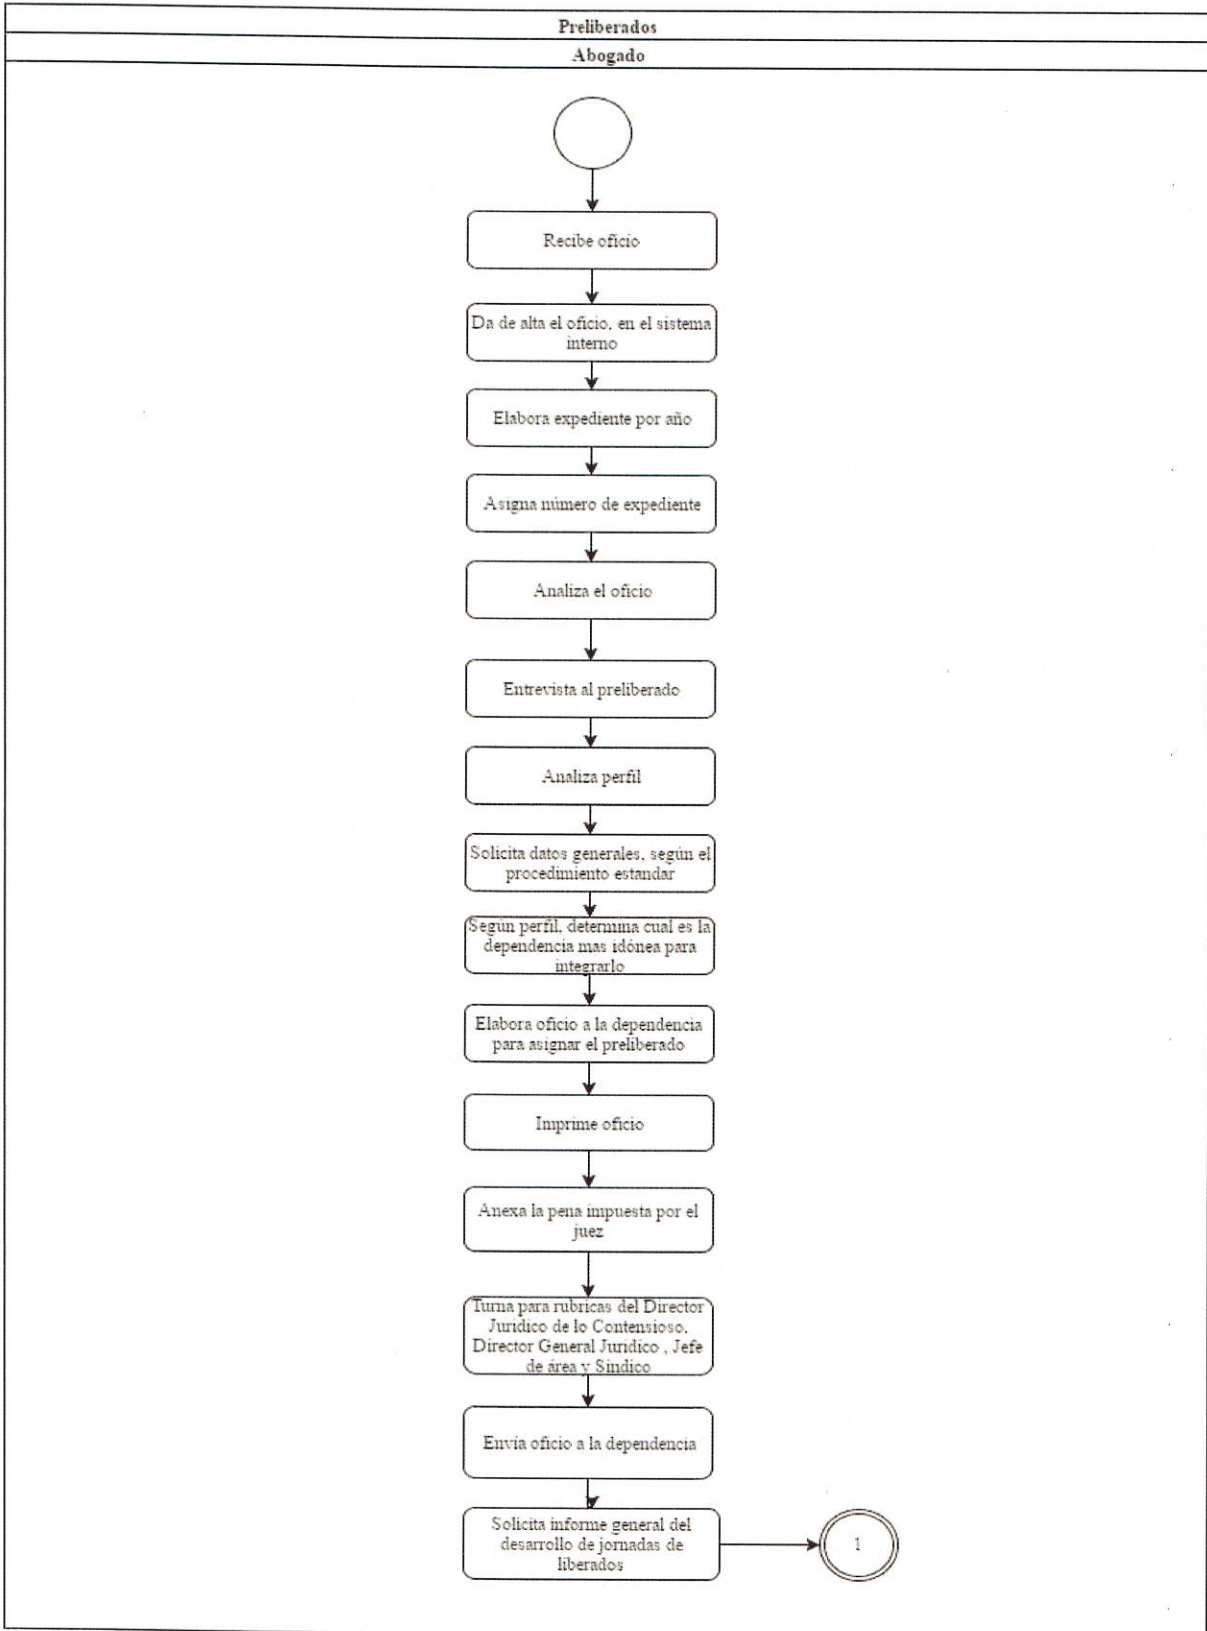 Preliberados
Abogado
Recibe oficio
Da de alta el oficio, en el sistema
interno
Elabora expediente por año
Asigna número de expediente
Analiza el oficio
Entrevista al preliberado
Analiza perfil
Solicita datos generales, según el
procedimiento estandar
Según perfil, determina cual es la
dependencia mas idónea para
integrarlo
Elabora oficio a la dependencia
para asignar el preliberado
Imprime oficio
Anexa la pena impuesta por el
juez
Turna para rubricas del Director
Juridico de lo Contensioso,
Director General Juridico , Jefe
de área y Sindico
Envía oficio a la dependencia
Solicita informe general del
desarrollo de jornadas de
liberados
1